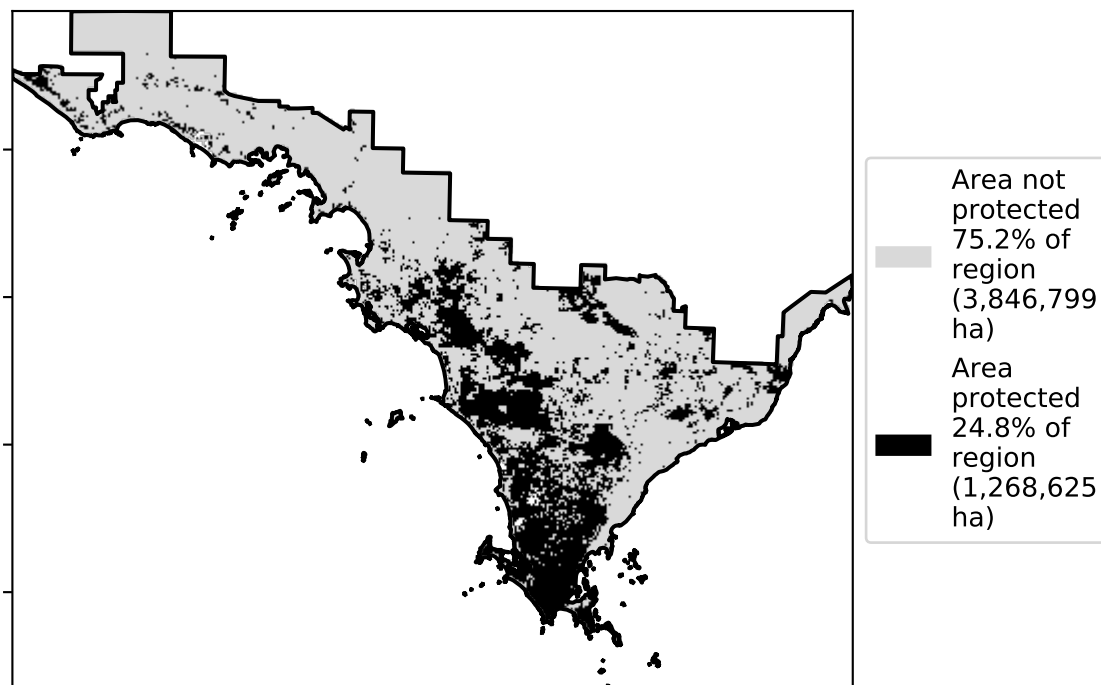 Area not
protected
75.2% of
region
(3,846,799
ha)
Area
protected
24.8% of
region
(1,268,625
ha)